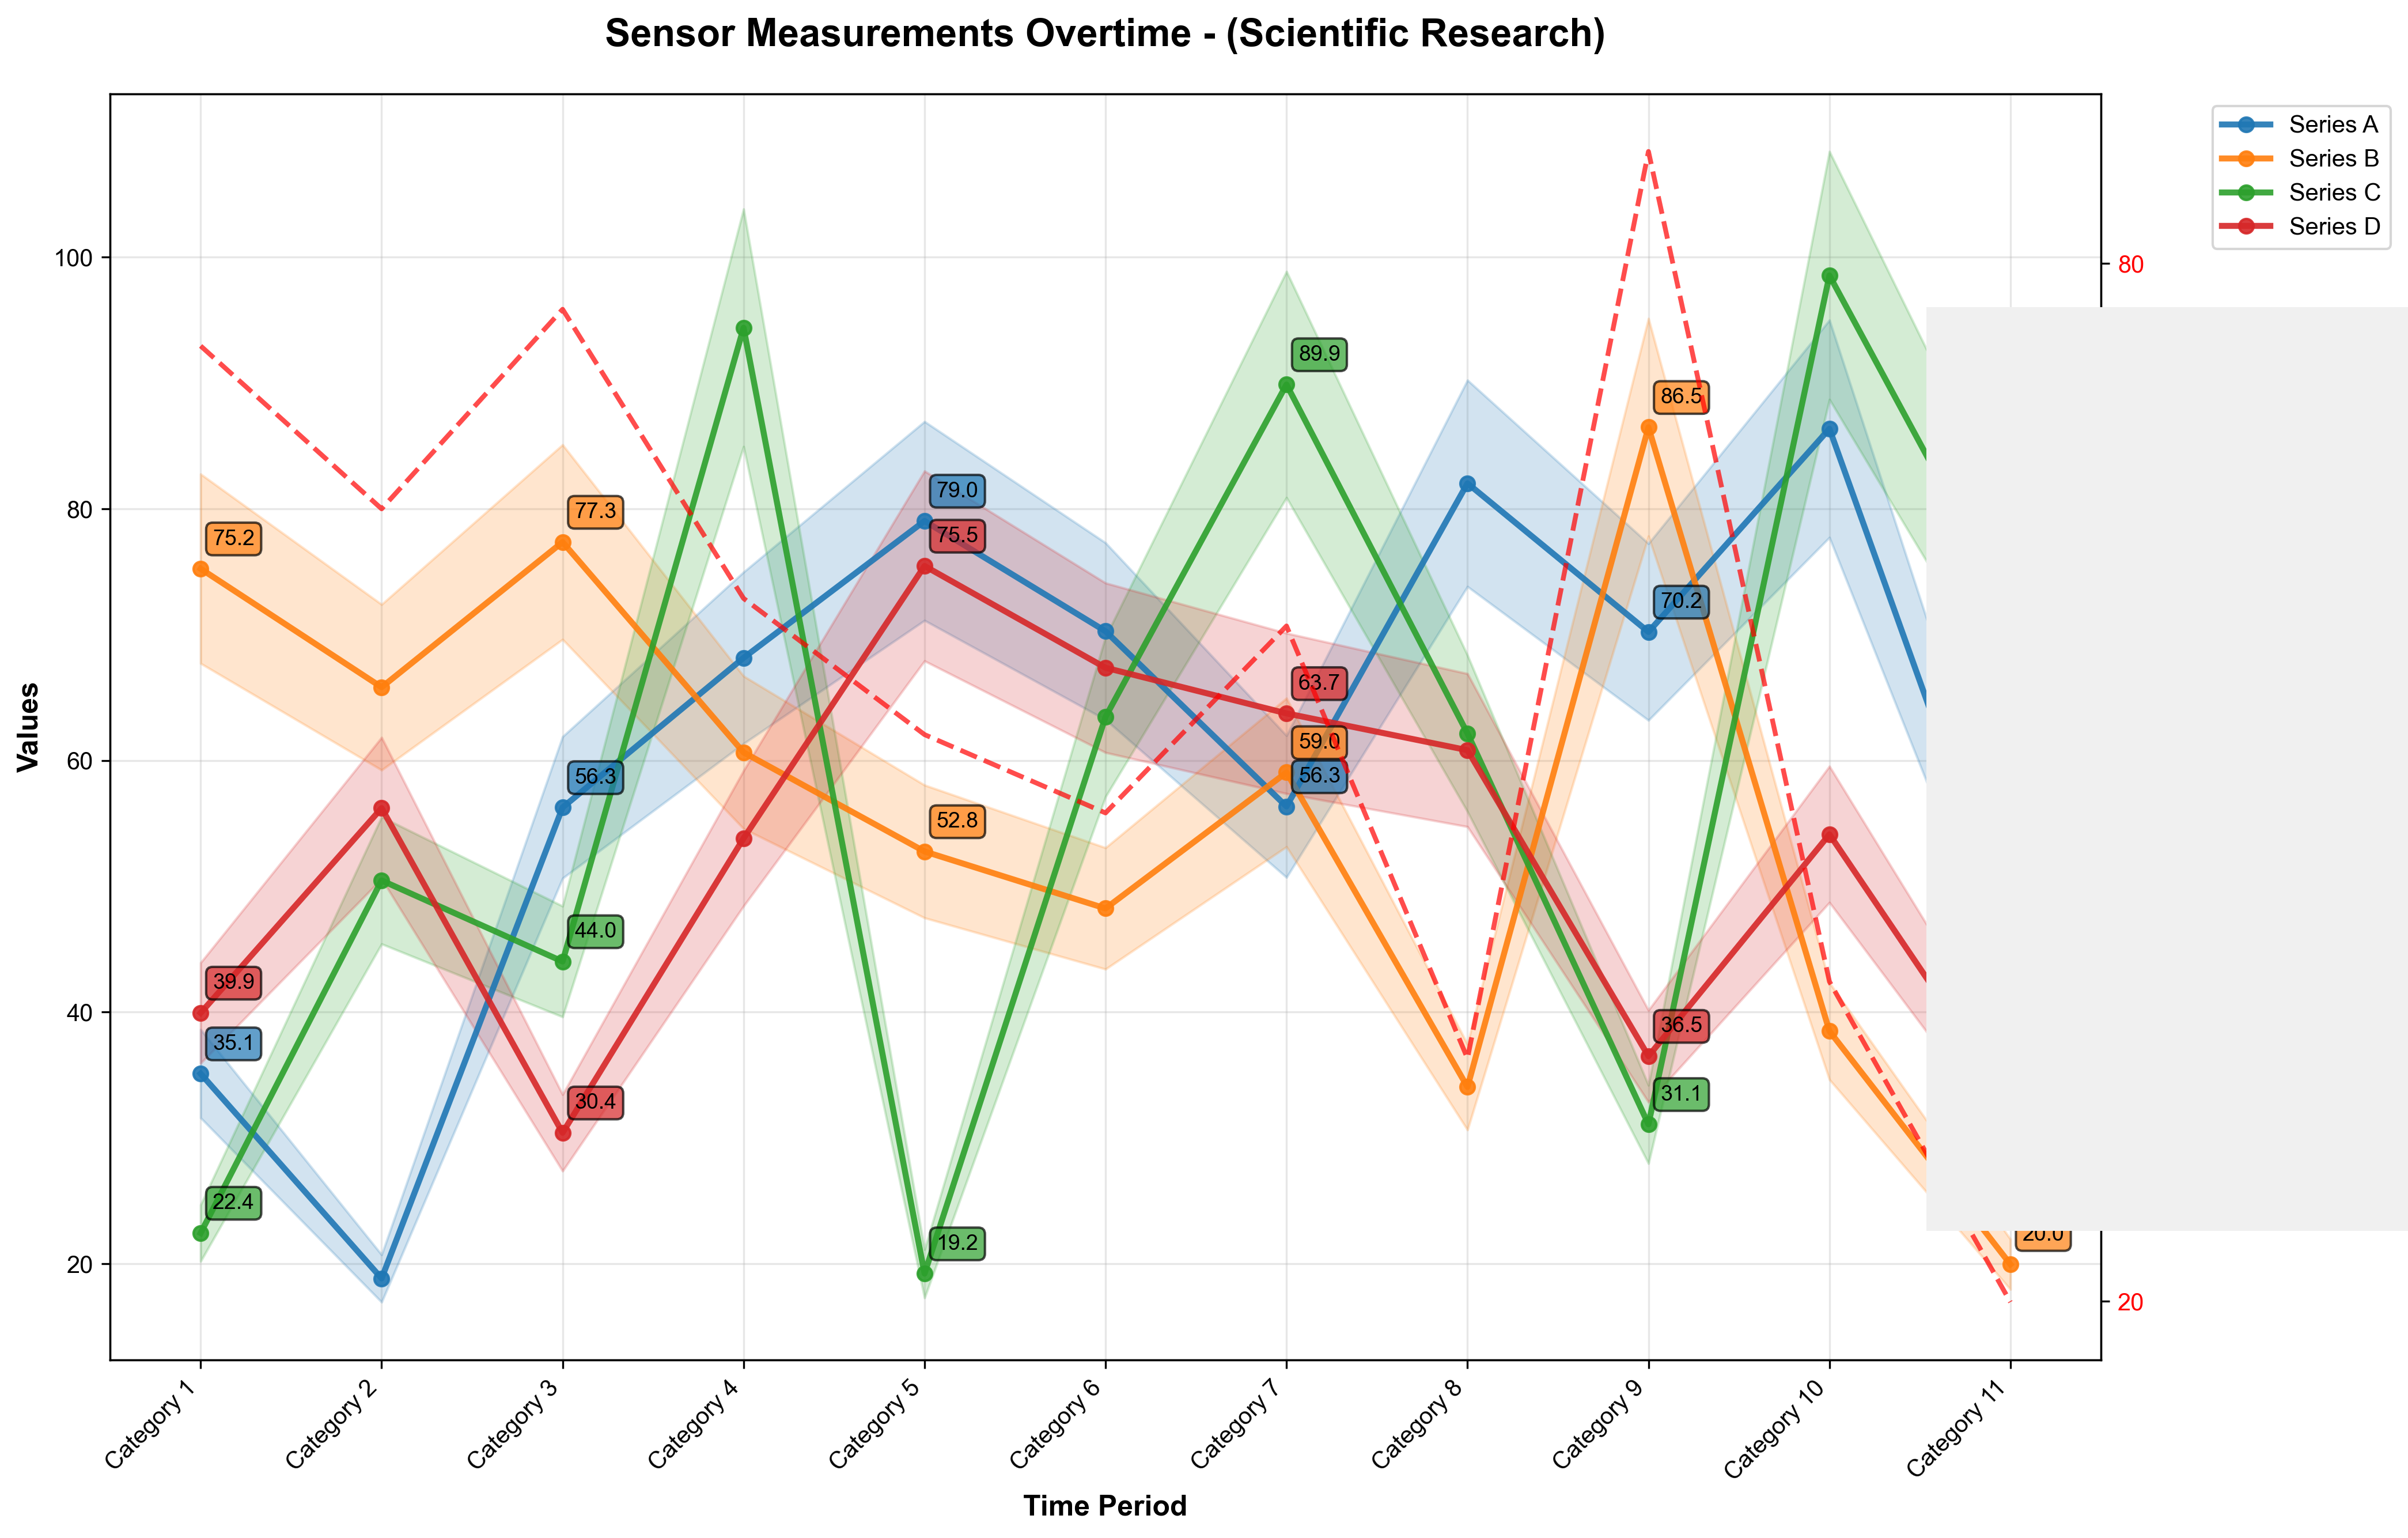 Sensor Measurements Overtime - (Scientific Research)
Series A
Series B
Series C
Series D
Values
100
80
60
40
20
80
20
75.2
39.9
35.1
22.4
77.3
56.3
44.0
30.4
79.0
75.5
52.8
19.2
89.9
63.7
59.0
56.3
86.5
70.2
36.5
31.1
20.0
Category 1
Category 2
Category 3
Category 4
Category 5
Category 6
Category 7
Category 8
Category 9
Category 10
Category 11
Time Period